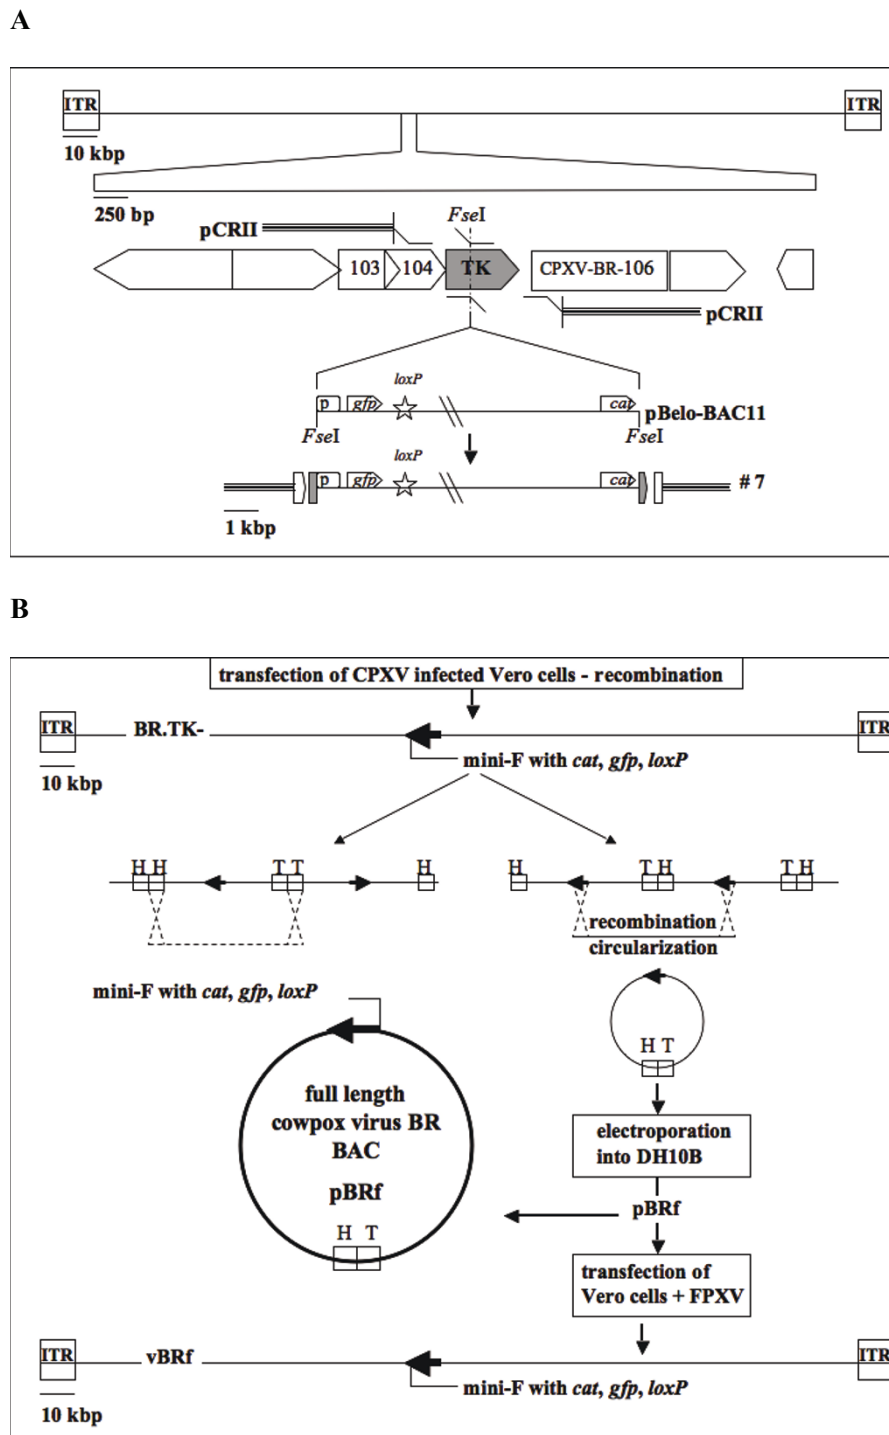 A
ITR ITR
10 kbp
250 bp
pCRII FseI
103 104 TK CPXV-BR-106
pCRII
loxP
p gfp cat pBelo-BAC11
FseI FseI
loxP
p gfp cat # 7
1 kbp
B
transfection of CPXV infected Vero cells - recombination
ITR BR.TK- ITR
10 kbp mini-F with cat, gfp, loxP
H H T T H H T H T H
recombination
circularization
mini-F with cat, gfp, loxP
H T
full length
cowpox virus BR
BAC
pBRf
H T
electroporation
into DH10B
pBRf
transfection of
Vero cells + FPXV
ITR vBRf ITR
10 kbp mini-F with cat, gfp, loxP